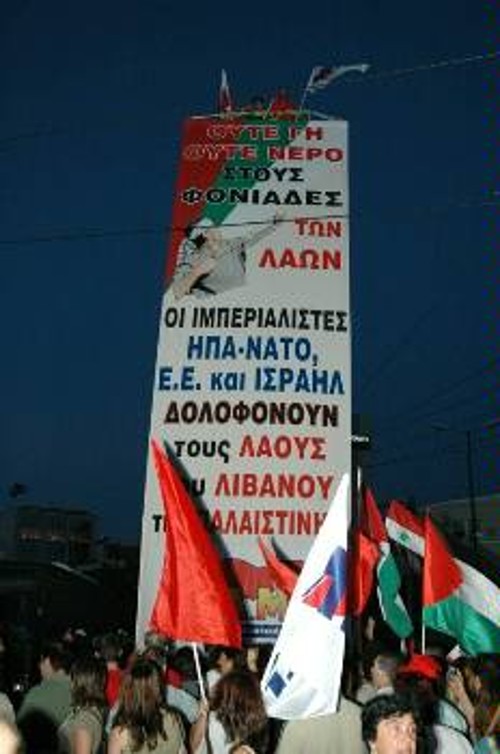 ΟΥΤΕ ΓΗ
ΟΥΤΕ ΝΕΡΟ
ΣΤΟΥΣ
ΦΟΝΙΑΔΕΣ
ΤΩΝ
ΛΑΩΝ
ΟΙ ΙΜΠΕΡΙΑΛΙΣΤΕΣ
ΗΠΑ-ΝΑΤΟ,
Ε.Ε. και ΙΣΡΑΗΛ
ΔΟΛΟΦΟΝΟΥΝ
τους ΛΑΟΥΣ
ΛΙΒΑΝΟΥ